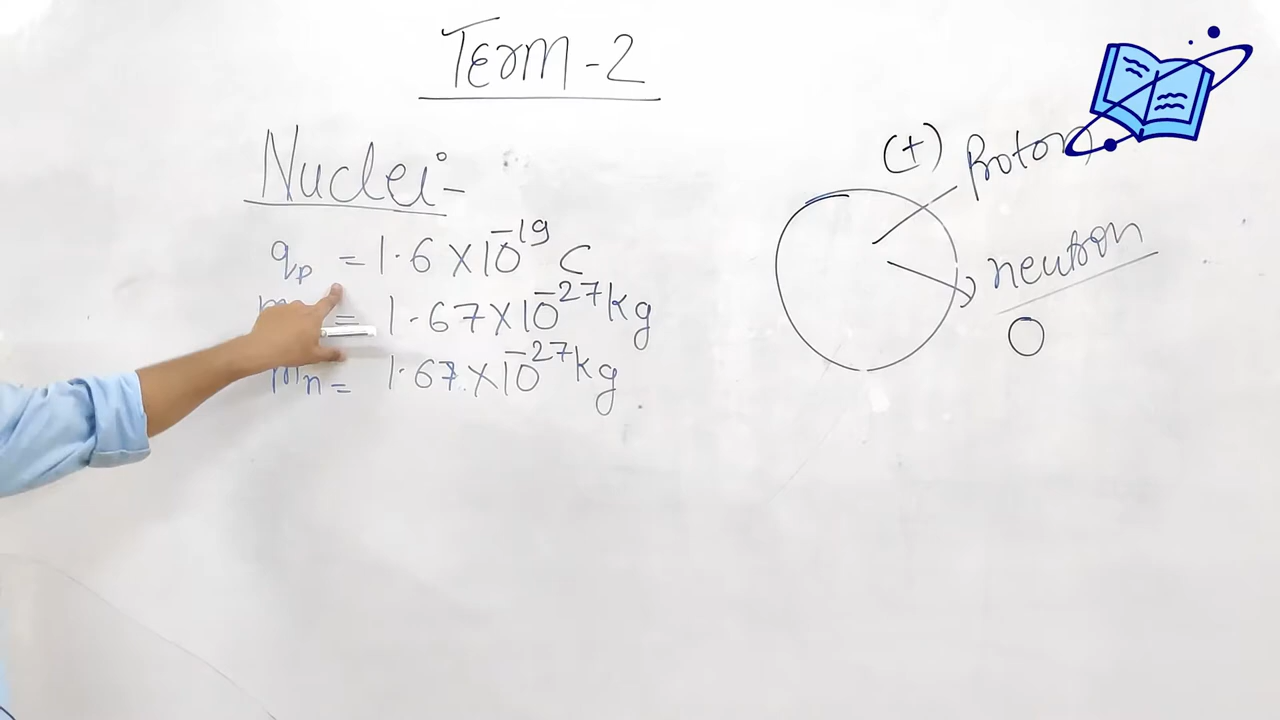 Term-2
Nuclei-
qp = 1.6 X 10⁻¹⁹ C
= 1.67 X 10⁻²⁷ kg
mn = 1.67 X 10⁻²⁷ kg
(+) Proton
neutron
0